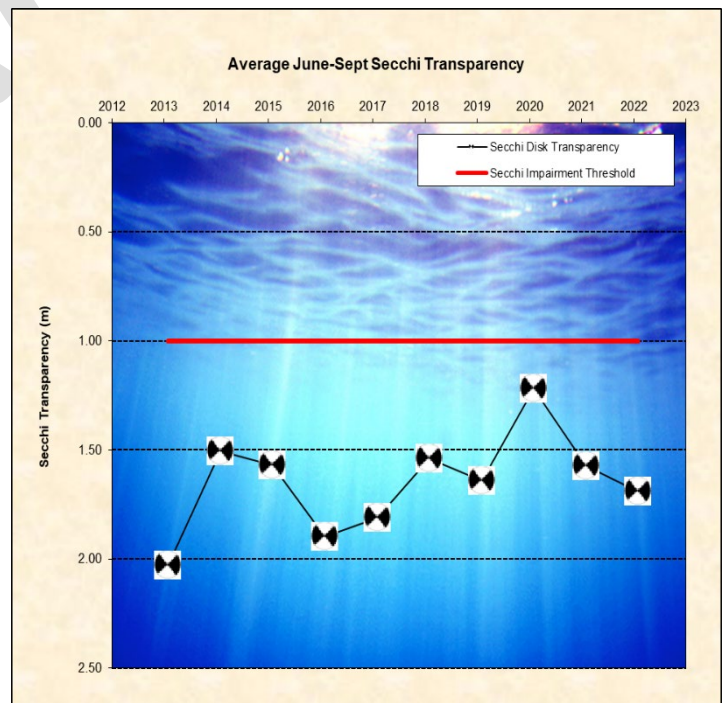 Average June-Sept Secchi Transparency
2012 2013 2014 2015 2016 2017 2018 2019 2020 2021 2022 2023
0.00
Secchi Disk Transparency
Secchi Impairment Threshold
0.50
1.00
Secchi Transparency (m)
1.50
2.00
2.50